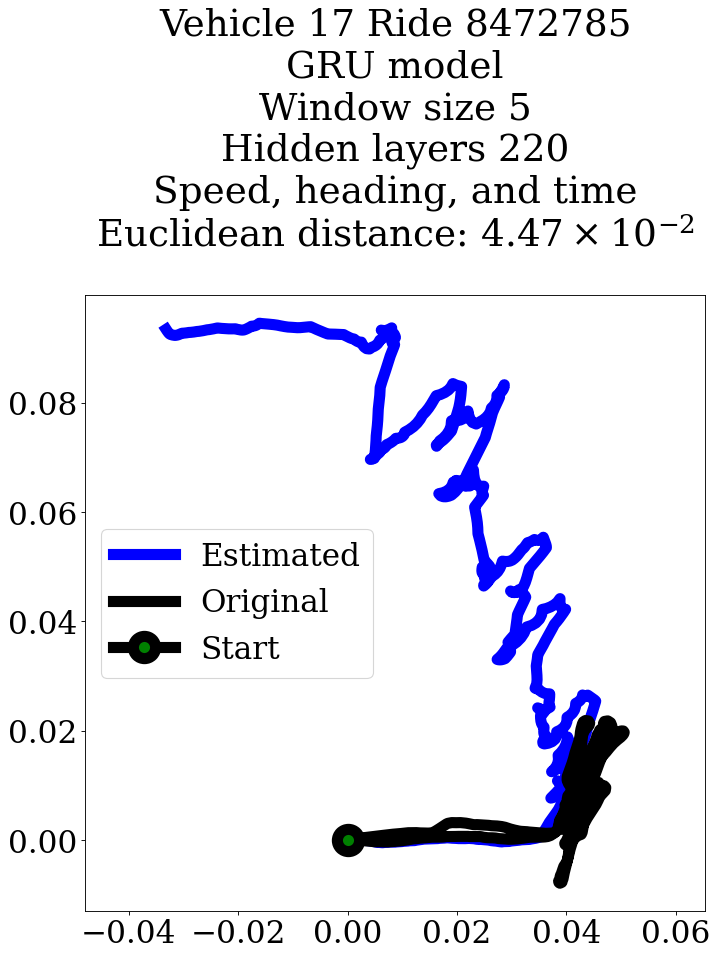 Vehicle 17 Ride 8472785
GRU model
Window size 5
Hidden layers 220
Speed, heading, and time
Euclidean distance: 4.47 × 10⁻²
0.08
0.06
0.04
0.02
0.00
Estimated
Original
Start
−0.04 −0.02 0.00 0.02 0.04 0.06